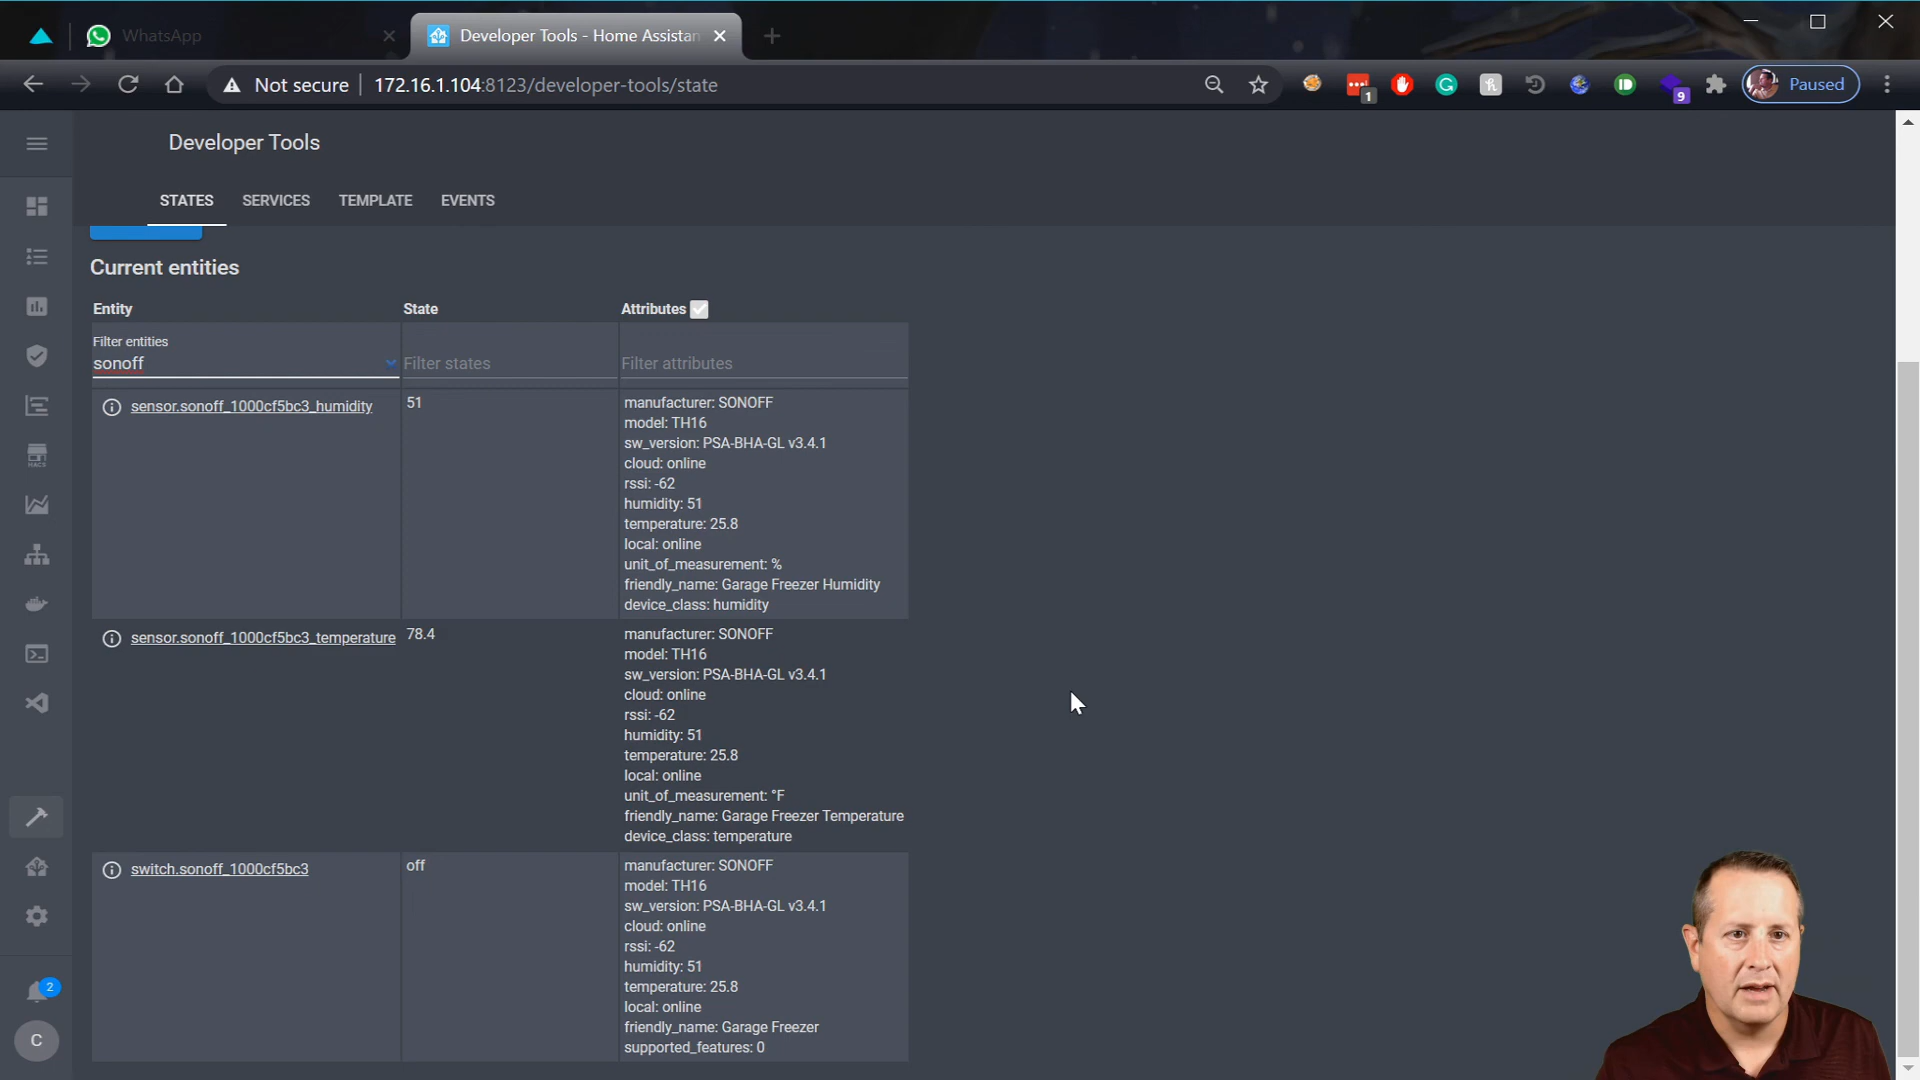 WhatsApp
Developer Tools - Home Assistan
Not secure | 172.16.1.104:8123/developer-tools/state
1
9
Paused
Developer Tools
STATES SERVICES TEMPLATE EVENTS
Current entities
Entity State Attributes
Filter entities
sonoff Filter states Filter attributes
sensor.sonoff_1000cf5bc3_humidity 51
manufacturer: SONOFF
model: TH16
sw_version: PSA-BHA-GL v3.4.1
cloud: online
rssi: -62
humidity: 51
temperature: 25.8
local: online
unit_of_measurement: %
friendly_name: Garage Freezer Humidity
device_class: humidity
sensor.sonoff_1000cf5bc3_temperature 78.4
manufacturer: SONOFF
model: TH16
sw_version: PSA-BHA-GL v3.4.1
cloud: online
rssi: -62
humidity: 51
temperature: 25.8
local: online
unit_of_measurement: °F
friendly_name: Garage Freezer Temperature
device_class: temperature
switch.sonoff_1000cf5bc3 off
manufacturer: SONOFF
model: TH16
sw_version: PSA-BHA-GL v3.4.1
cloud: online
rssi: -62
humidity: 51
temperature: 25.8
local: online
friendly_name: Garage Freezer
supported_features: 0
HACS
2
C